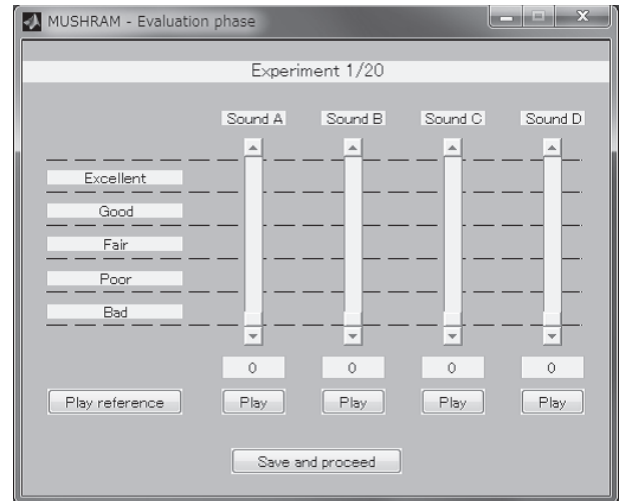 MUSHRAM - Evaluation phase
Experiment 1/20
Sound A Sound B Sound C Sound D
Excellent
Good
Fair
Poor
Bad
0 0 0 0
Play reference Play Play Play Play
Save and proceed